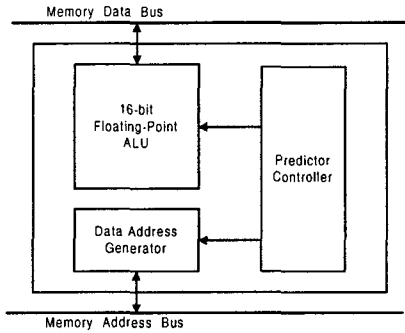 Memory Data Bus
16-bit
Floating-Point
ALU
Predictor
Controller
Data Address
Generator
Memory Address Bus